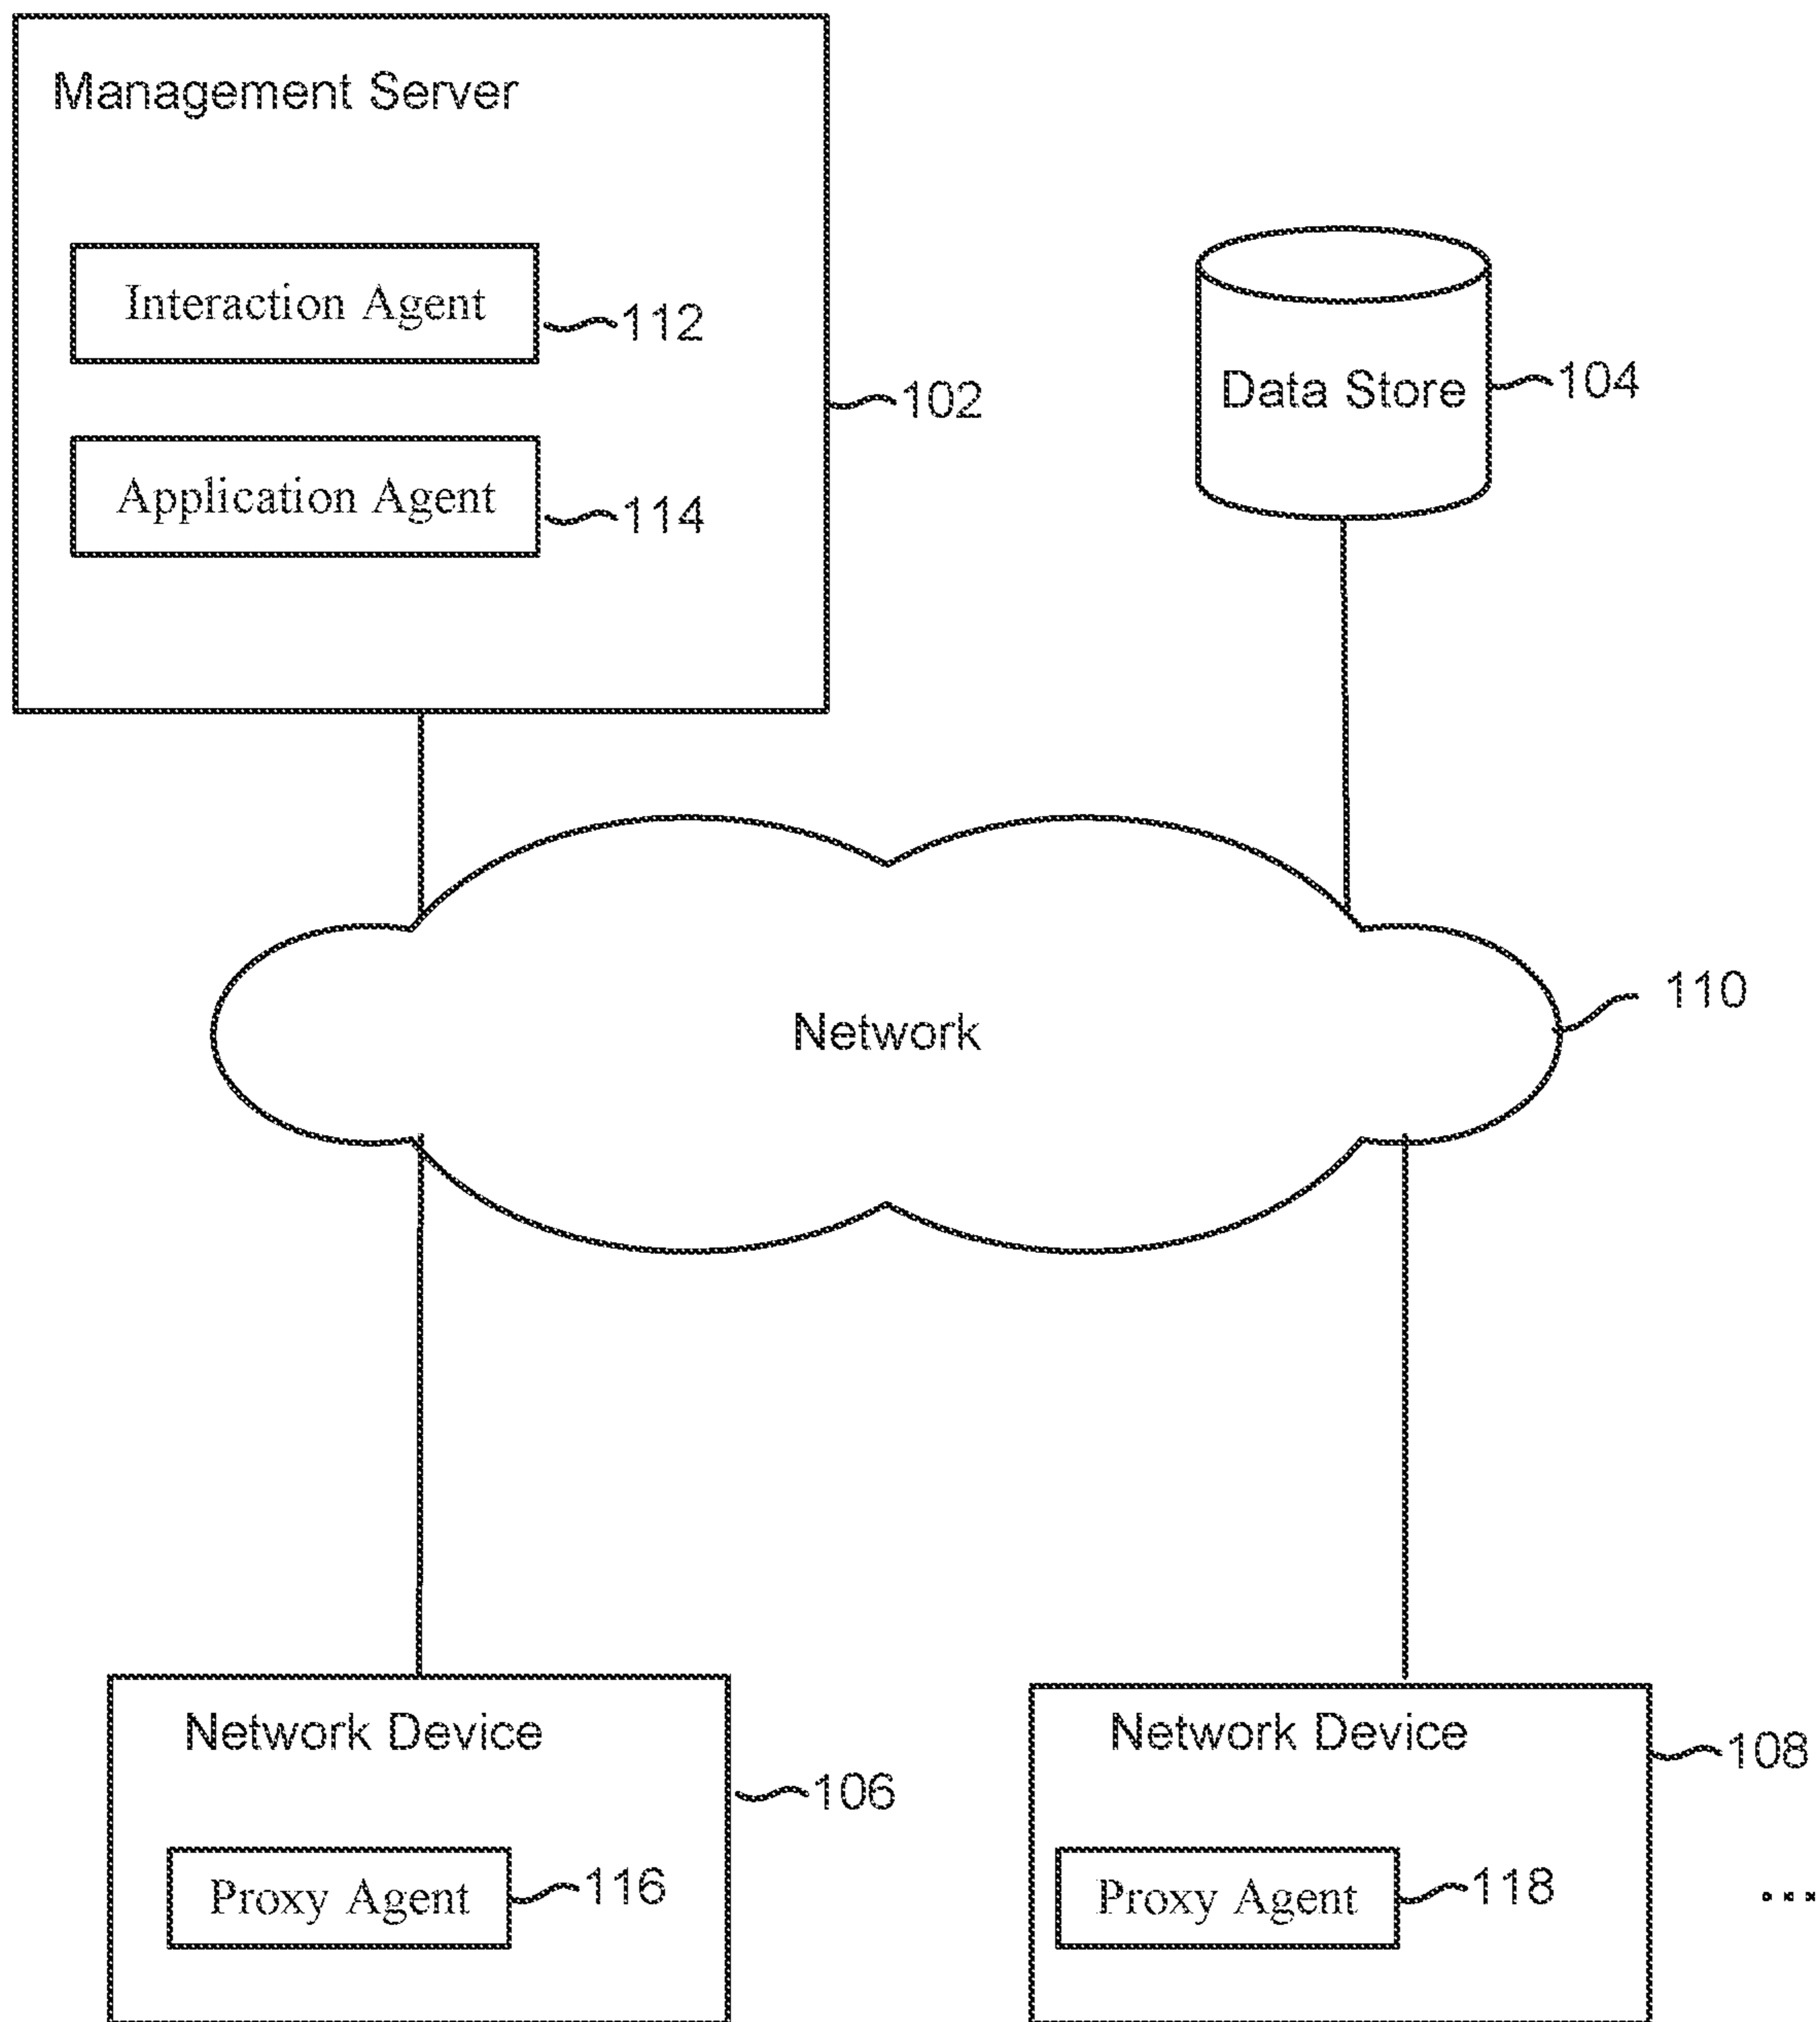 Management Server
Interaction Agent
112
102
Data Store
104
Application Agent
114
Network
110
Network Device
106
Proxy Agent
116
Network Device
108
Proxy Agent
118
...